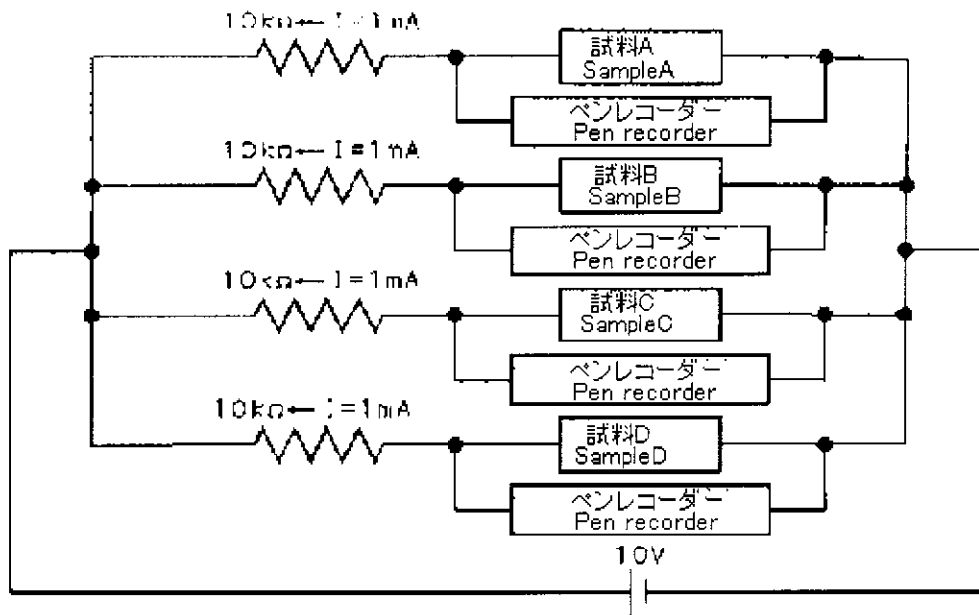 10kΩ← I=1mA
試料A
SampleA
ペンレコーダー
Pen recorder
10kΩ← I=1mA
試料B
SampleB
ペンレコーダー
Pen recorder
10kΩ← I=1mA
試料C
SampleC
ペンレコーダー
Pen recorder
10kΩ← I=1mA
試料D
SampleD
ペンレコーダー
Pen recorder
10V